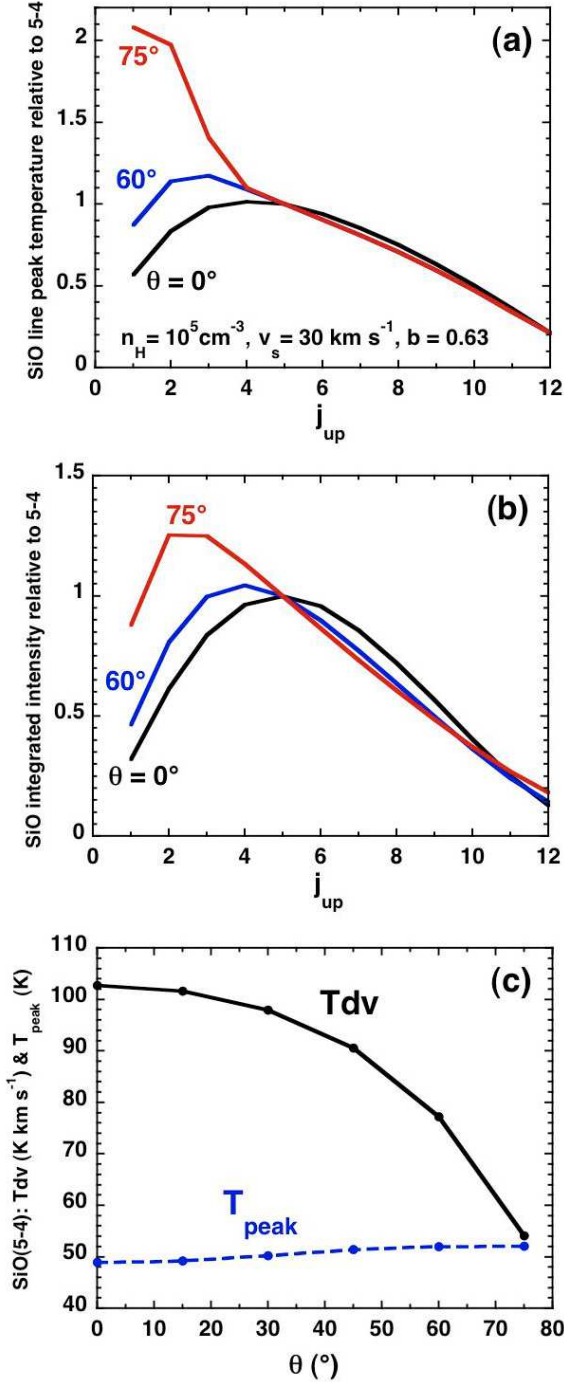 (a)
SiO line peak temperature relative to 5-4
2
1.5
1
0.5
0
75°
60°
θ = 0°
n_H = 10^5 cm^-3, v_s = 30 km s^-1, b = 0.63
0 2 4 6 8 10 12
j_up
(b)
SiO integrated intensity relative to 5-4
1.5
1
0.5
0
75°
60°
θ = 0°
0 2 4 6 8 10 12
j_up
(c)
SiO(5-4): Tdv (K km s^-1) & T_peak (K)
110
100
90
80
70
60
50
40
Tdv
T_peak
0 10 20 30 40 50 60 70 80
θ (°)